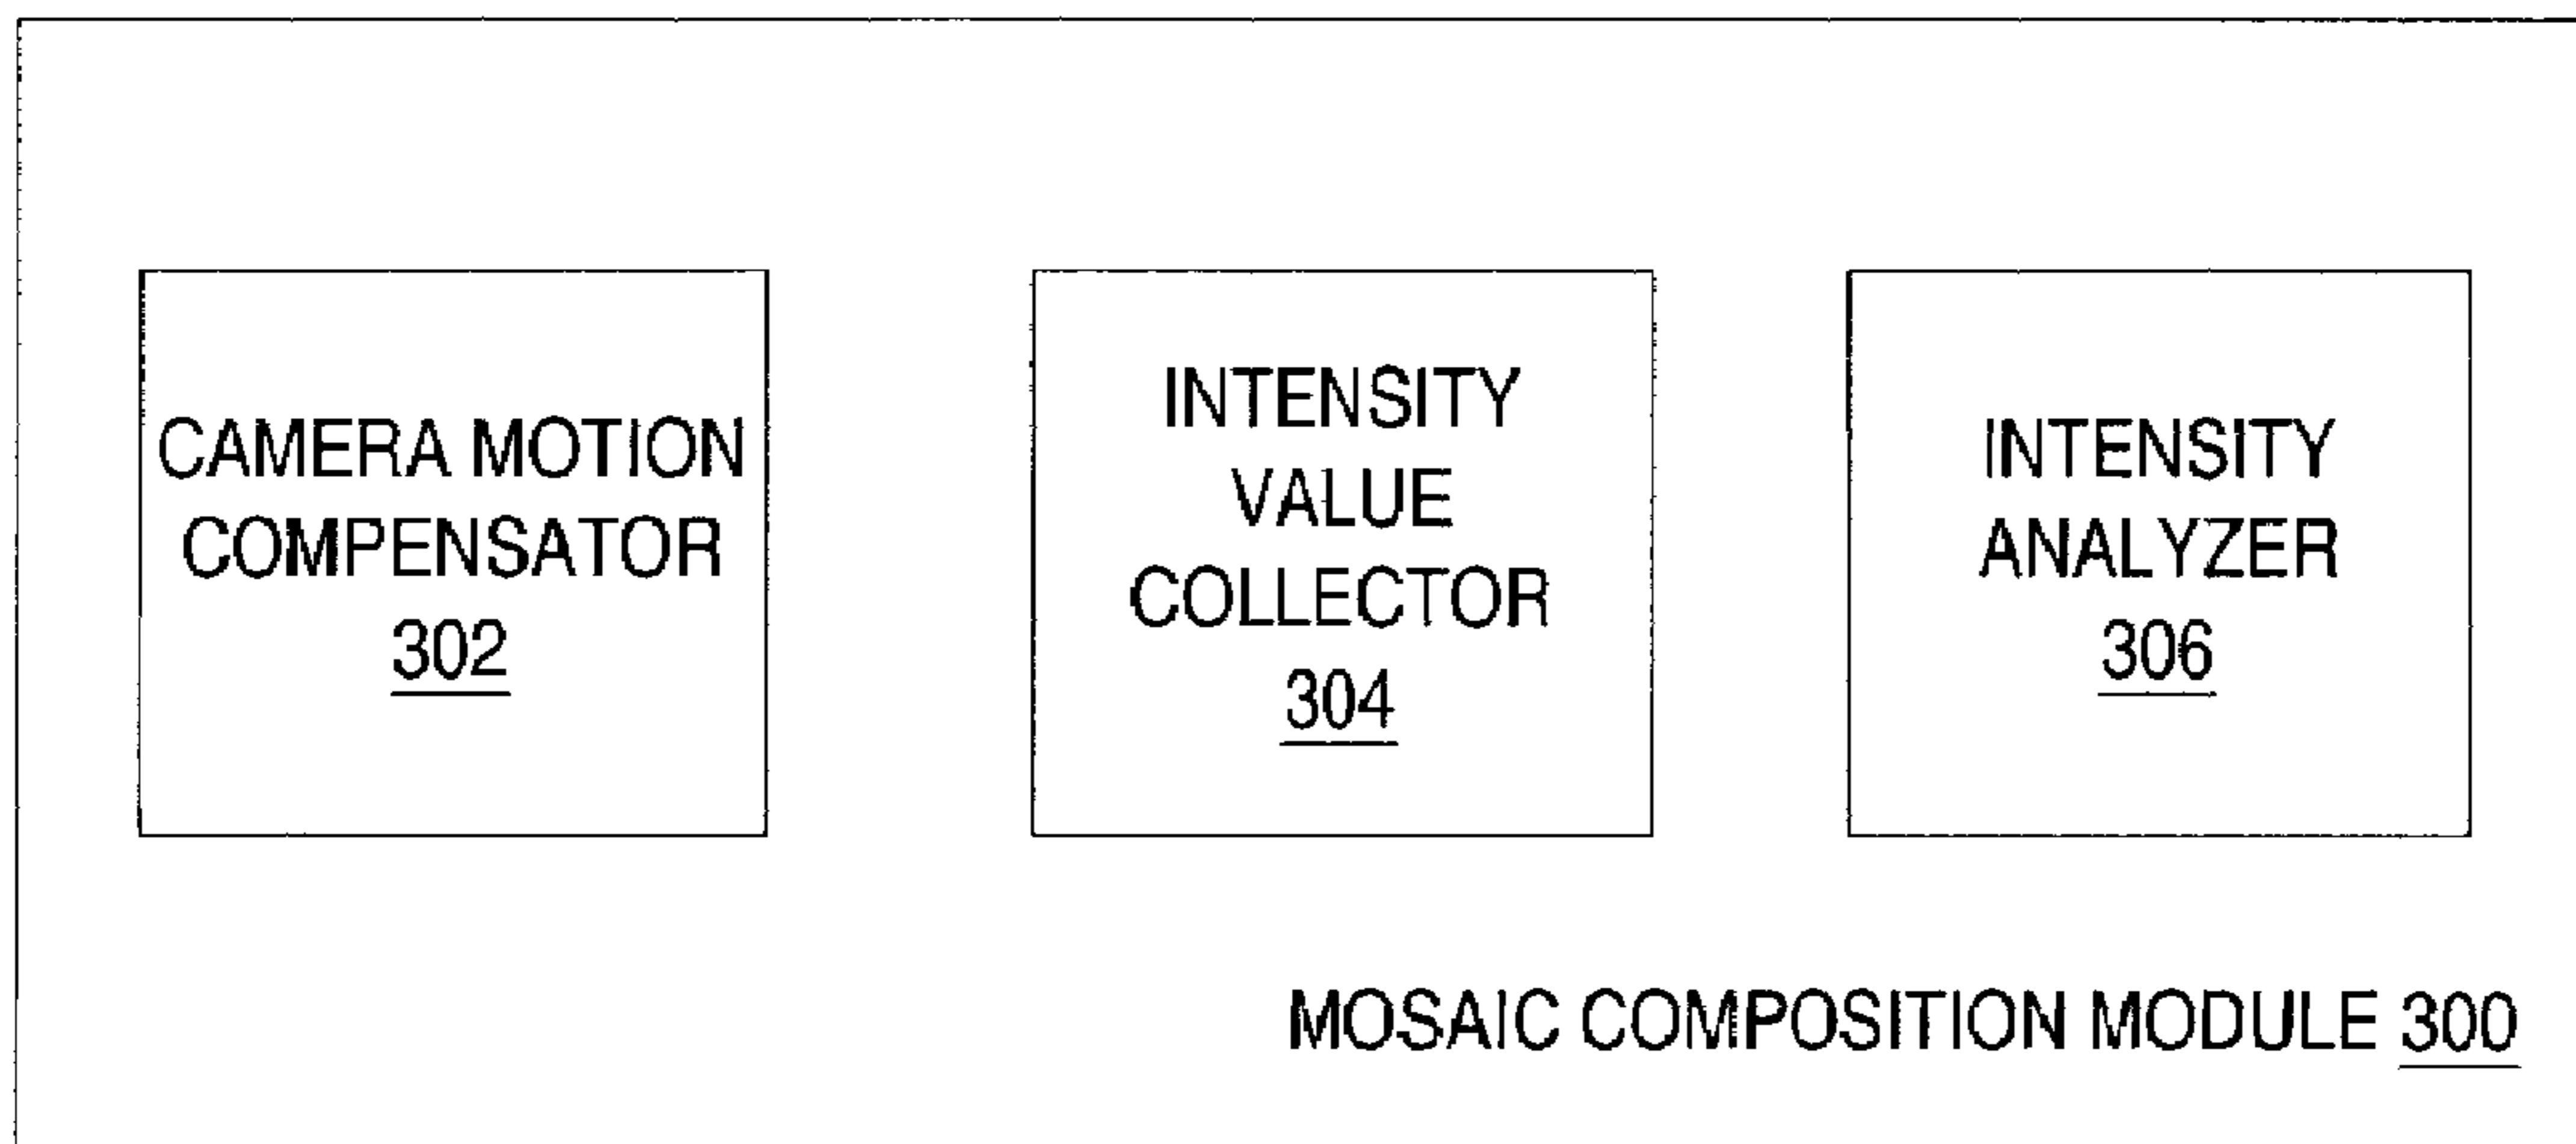 CAMERA MOTION
COMPENSATOR
302
INTENSITY
VALUE
COLLECTOR
304
INTENSITY
ANALYZER
306
MOSAIC COMPOSITION MODULE 300